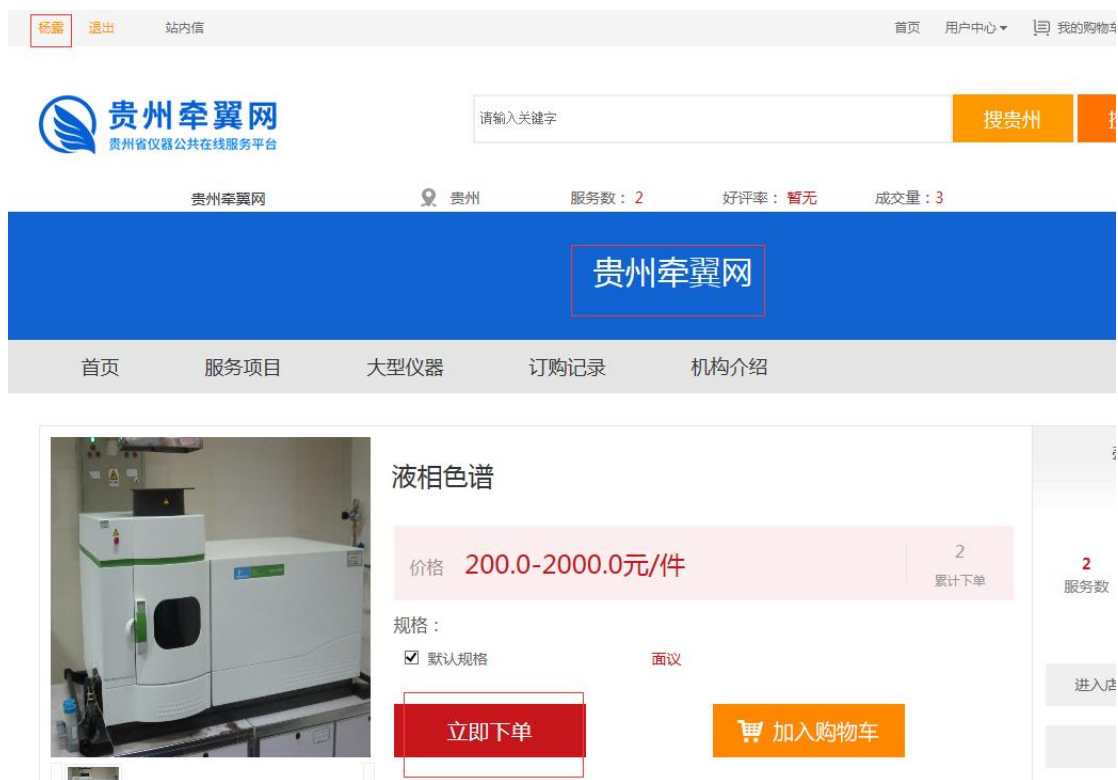 杨露 退出 站内信 首页 用户中心 我的购物车
贵州牵翼网
贵州省仪器公共在线服务平台
请输入关键字 搜贵州
贵州牵翼网 贵州 服务数：2 好评率：暂无 成交量：3
贵州牵翼网
首页 服务项目 大型仪器 订购记录 机构介绍
液相色谱
价格 200.0-2000.0元/件 2
累计下单
2
服务数
规格：
默认规格 面议
进入店
立即下单 加入购物车